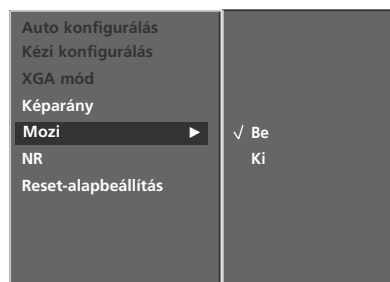 Auto konfigurálás
Kézi konfigurálás
XGA mód
Képarány
Mozi ▶
√ Be
NR
Ki
Reset-alapbeállítás